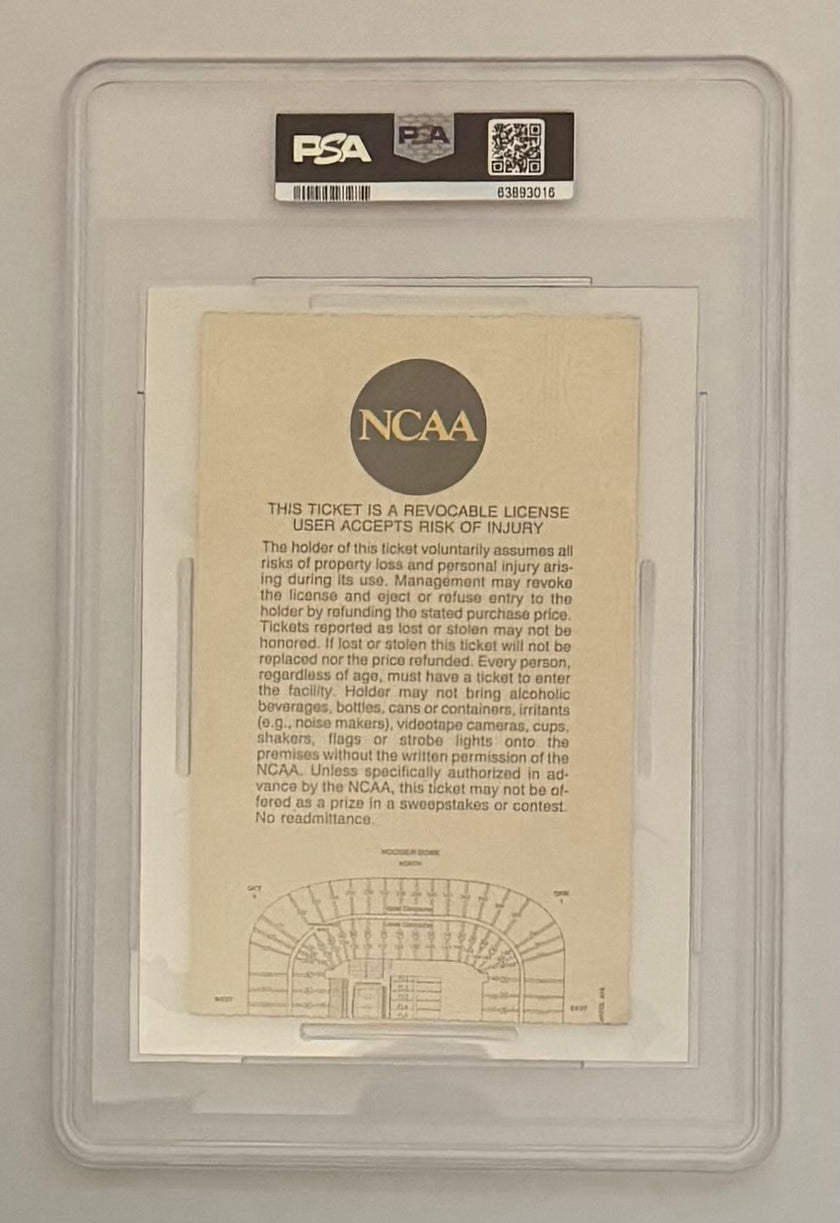 PSA
PSA
63893016
NCAA
THIS TICKET IS A REVOCABLE LICENSE
USER ACCEPTS RISK OF INJURY
The holder of this ticket voluntarily assumes all
risks of property loss and personal injury aris-
ing during its use. Management may revoke
the license and eject or refuse entry to the
holder by refunding the stated purchase price.
Tickets reported as lost or stolen may not be
honored. If lost or stolen this ticket will not be
replaced nor the price refunded. Every person,
regardless of age, must have a ticket to enter
the facility. Holder may not bring alcoholic
beverages, bottles, cans or containers, irritants
(e.g., noise makers), videotape cameras, cups,
shakers, flags or strobe lights onto the
premises without the written permission of the
NCAA. Unless specifically authorized in ad-
vance by the NCAA, this ticket may not be of-
fered as a prize in a sweepstakes or contest.
No readmittance.
HOOSIER DOME
NORTH
WEST
EAST